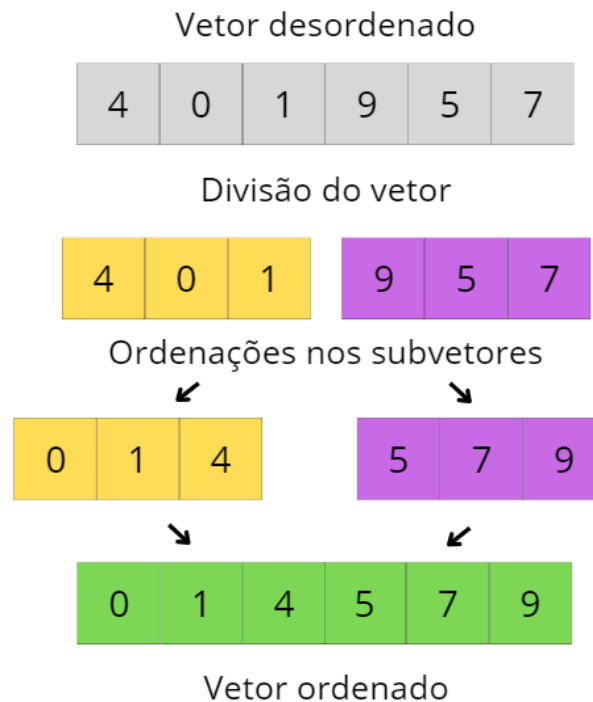 Vetor desordenado
4 0 1 9 5 7
Divisão do vetor
4 0 1 9 5 7
Ordenações nos subvetores
0 1 4 5 7 9
0 1 4 5 7 9
Vetor ordenado